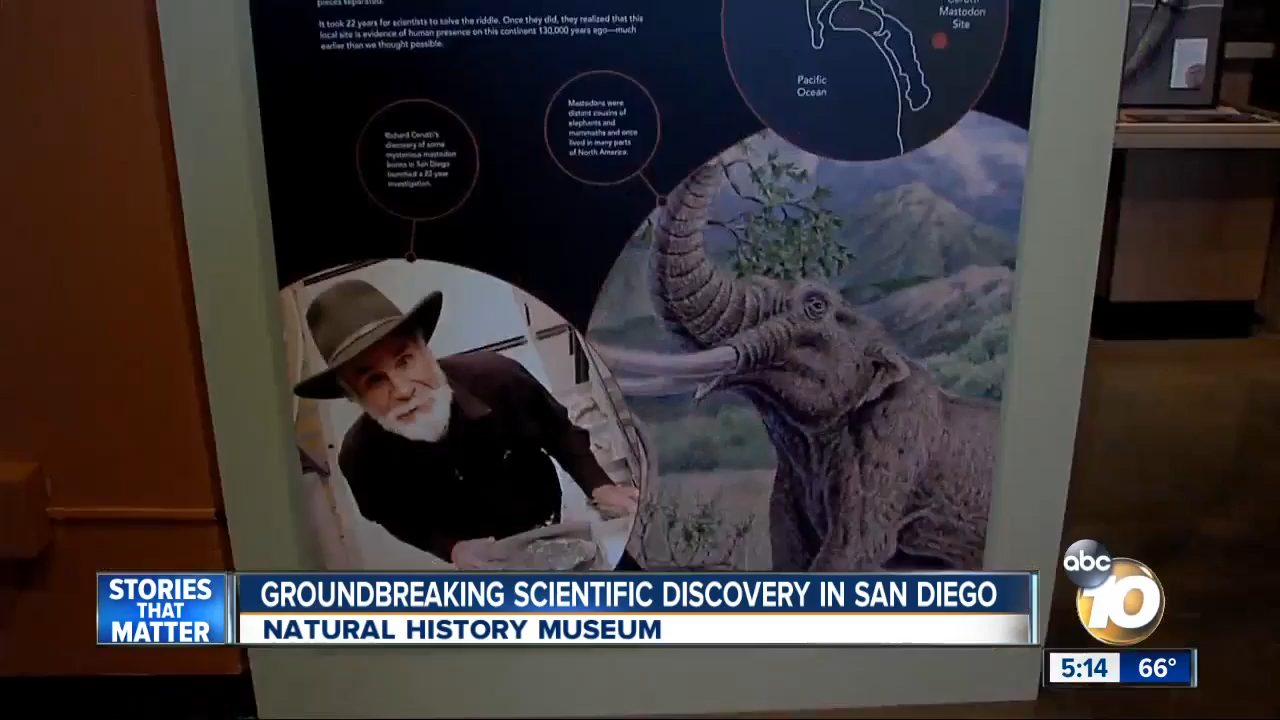 pieces separated.
It took 22 years for scientists to solve the riddle. Once they did, they realized that this
local site is evidence of human presence on this continent 130,000 years ago—much
earlier than we thought possible.
Cerutti
Mastodon
Site
Pacific
Ocean
Mastodons were
distant cousins of
elephants and
mammoths and once
lived in many parts
of North America.
Richard Cerutti's
discovery of some
mysterious mastodon
bones in San Diego
launched a 22-year
investigation.
STORIES
THAT
MATTER
GROUNDBREAKING SCIENTIFIC DISCOVERY IN SAN DIEGO
NATURAL HISTORY MUSEUM
abc
10
5:14 66°